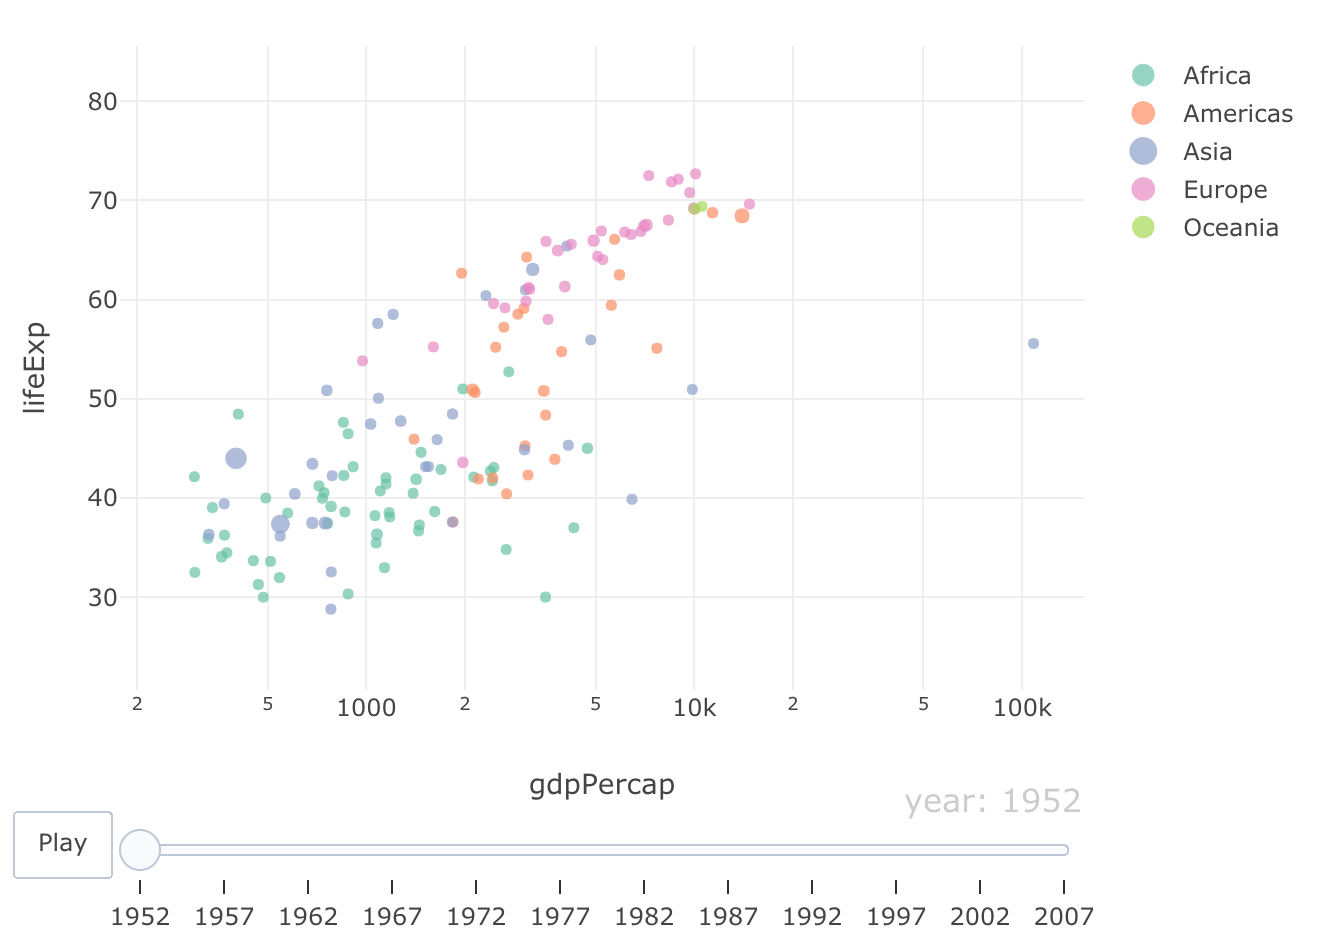 Africa
Americas
Asia
Europe
Oceania
80
70
60
50
40
30
lifeExp
2 5 1000 2 5 10k 2 5 100k
gdpPercap
year: 1952
Play
1952 1957 1962 1967 1972 1977 1982 1987 1992 1997 2002 2007